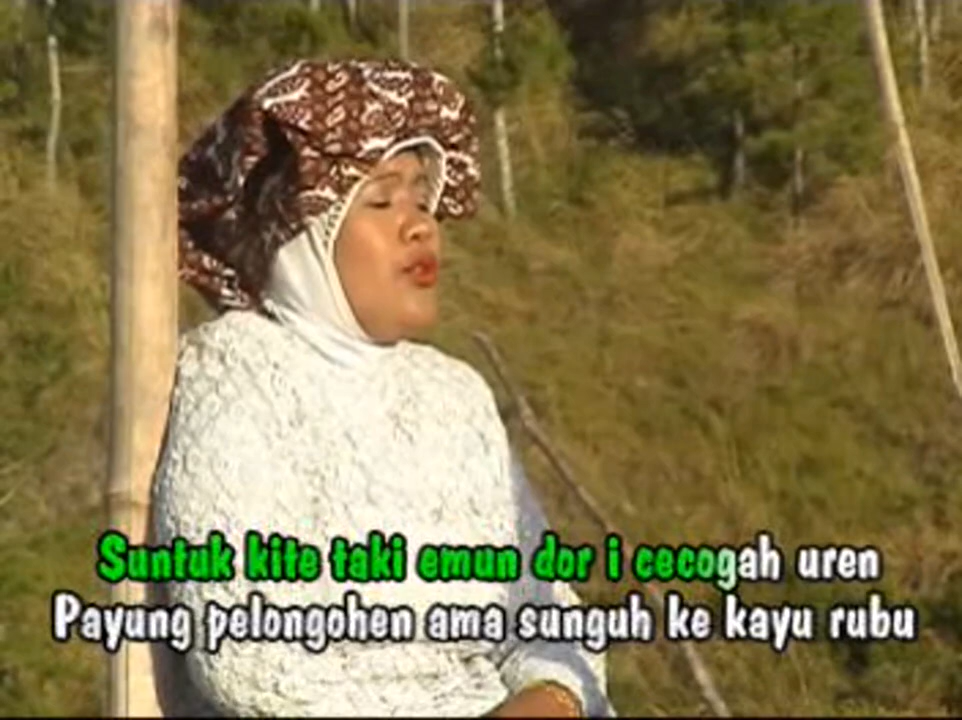 Suntuk kite taki emun dor i cecogah uren
Payung pelongohen ama sunguh ke kayu rubu